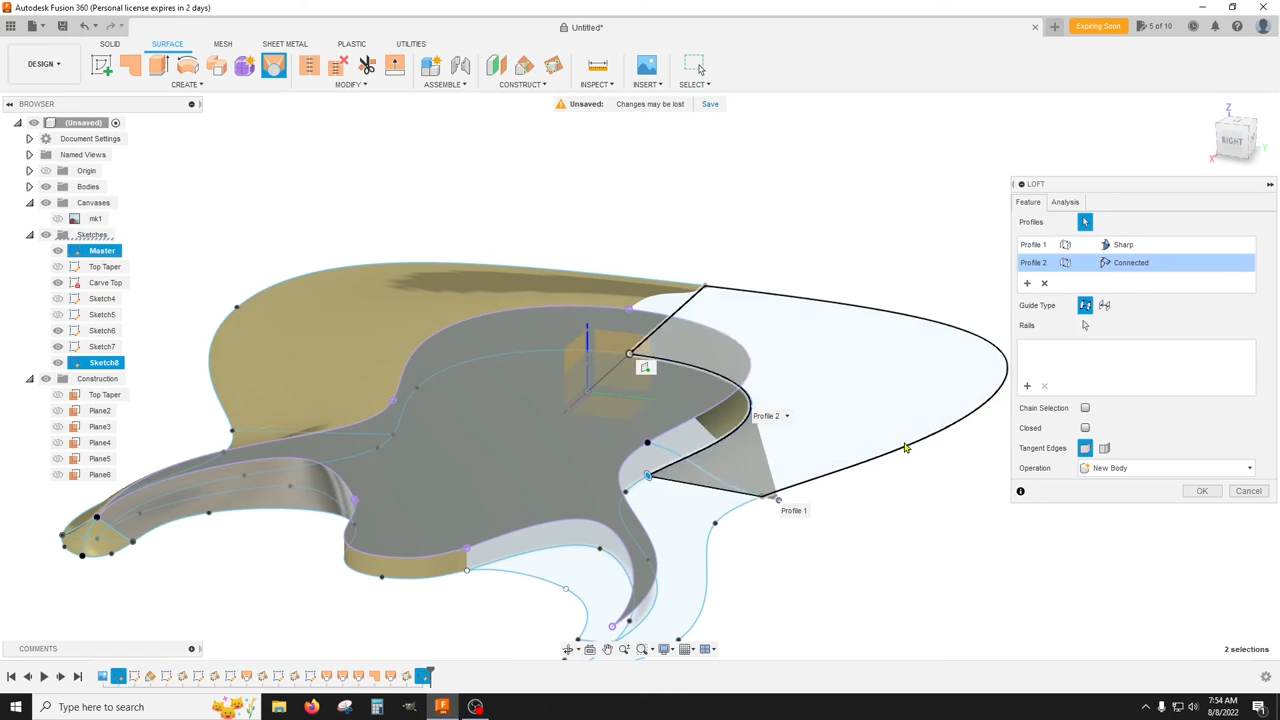 Autodesk Fusion 360 (Personal license expires in 2 days)
Untitled*
Expiring Soon
5 of 10
SOLID
SURFACE
MESH
SHEET METAL
PLASTIC
UTILITIES
DESIGN
CREATE
MODIFY
ASSEMBLE
CONSTRUCT
INSPECT
INSERT
SELECT
BROWSER
Unsaved: Changes may be lost
Save
(Unsaved)
Document Settings
Named Views
Origin
Bodies
Canvases
mk1
Sketches
Master
Top Taper
Carve Top
Sketch4
Sketch5
Sketch6
Sketch7
Sketch8
Construction
Top Taper
Plane2
Plane3
Plane4
Plane5
Plane6
Z
RIGHT
X
Y
LOFT
Feature
Analysis
Profiles
Profile 1
Sharp
Profile 2
Connected
Guide Type
Rails
Chain Selection
Closed
Tangent Edges
Operation
New Body
OK
Cancel
Profile 2
Profile 1
COMMENTS
2 selections
Type here to search
7:54 AM
8/8/2022
1